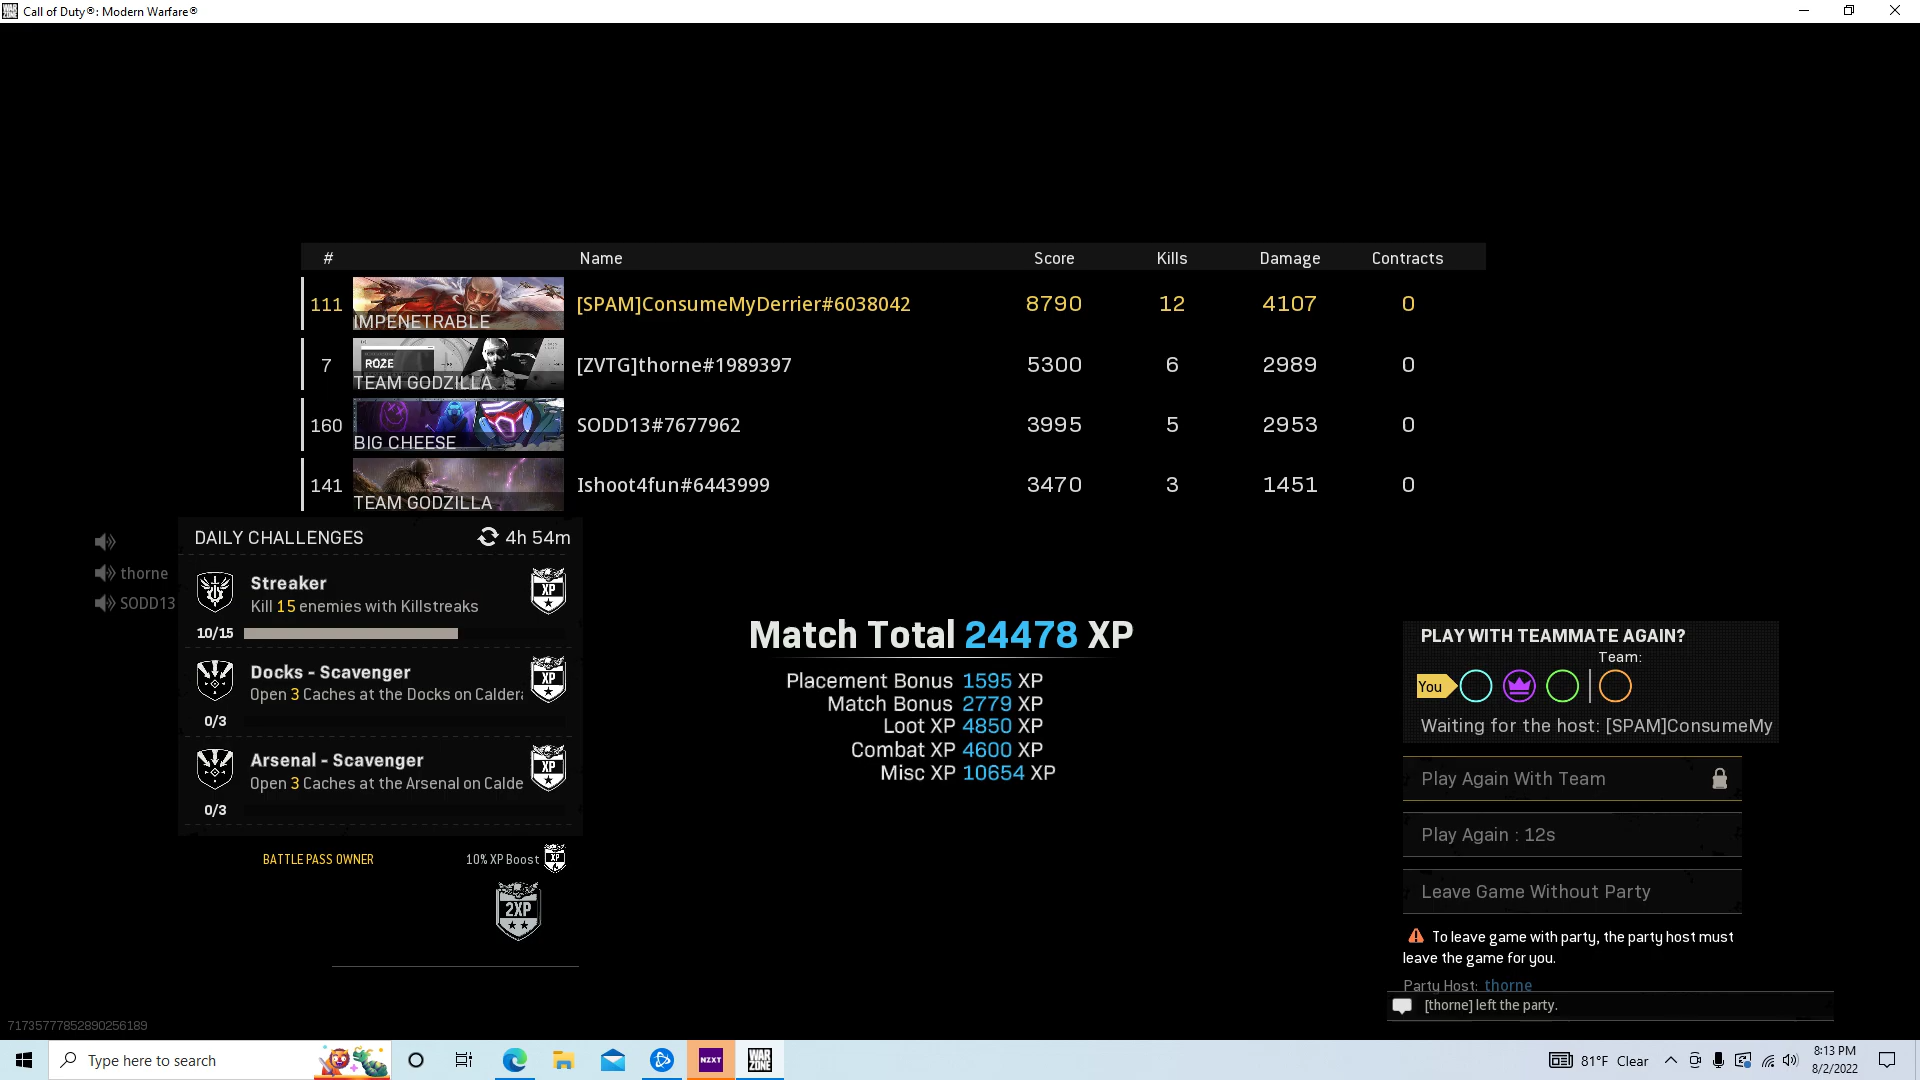 Call of Duty®: Modern Warfare®
# Name Score Kills Damage Contracts
111 IMPENETRABLE [SPAM]ConsumeMyDerrier#6038042 8790 12 4107 0
7 ROZE TEAM GODZILLA [ZVTG]thorne#1989397 5300 6 2989 0
160 BIG CHEESE SODD13#7677962 3995 5 2953 0
141 TEAM GODZILLA Ishoot4fun#6443999 3470 3 1451 0
thorne
SODD13
DAILY CHALLENGES 4h 54m
Streaker XP
Kill 15 enemies with Killstreaks
10/15
Docks - Scavenger XP
Open 3 Caches at the Docks on Caldera
0/3
Arsenal - Scavenger XP
Open 3 Caches at the Arsenal on Calde
0/3
BATTLE PASS OWNER 10% XP Boost XP
2XP
Match Total 24478 XP
Placement Bonus 1595 XP
Match Bonus 2779 XP
Loot XP 4850 XP
Combat XP 4600 XP
Misc XP 10654 XP
PLAY WITH TEAMMATE AGAIN?
Team:
You
Waiting for the host: [SPAM]ConsumeMy
Play Again With Team
Play Again : 12s
Leave Game Without Party
To leave game with party, the party host must
leave the game for you.
Party Host: thorne
[thorne] left the party.
71735777852890256189
Type here to search
NZXT
WAR
ZONE
81°F Clear
8:13 PM
8/2/2022